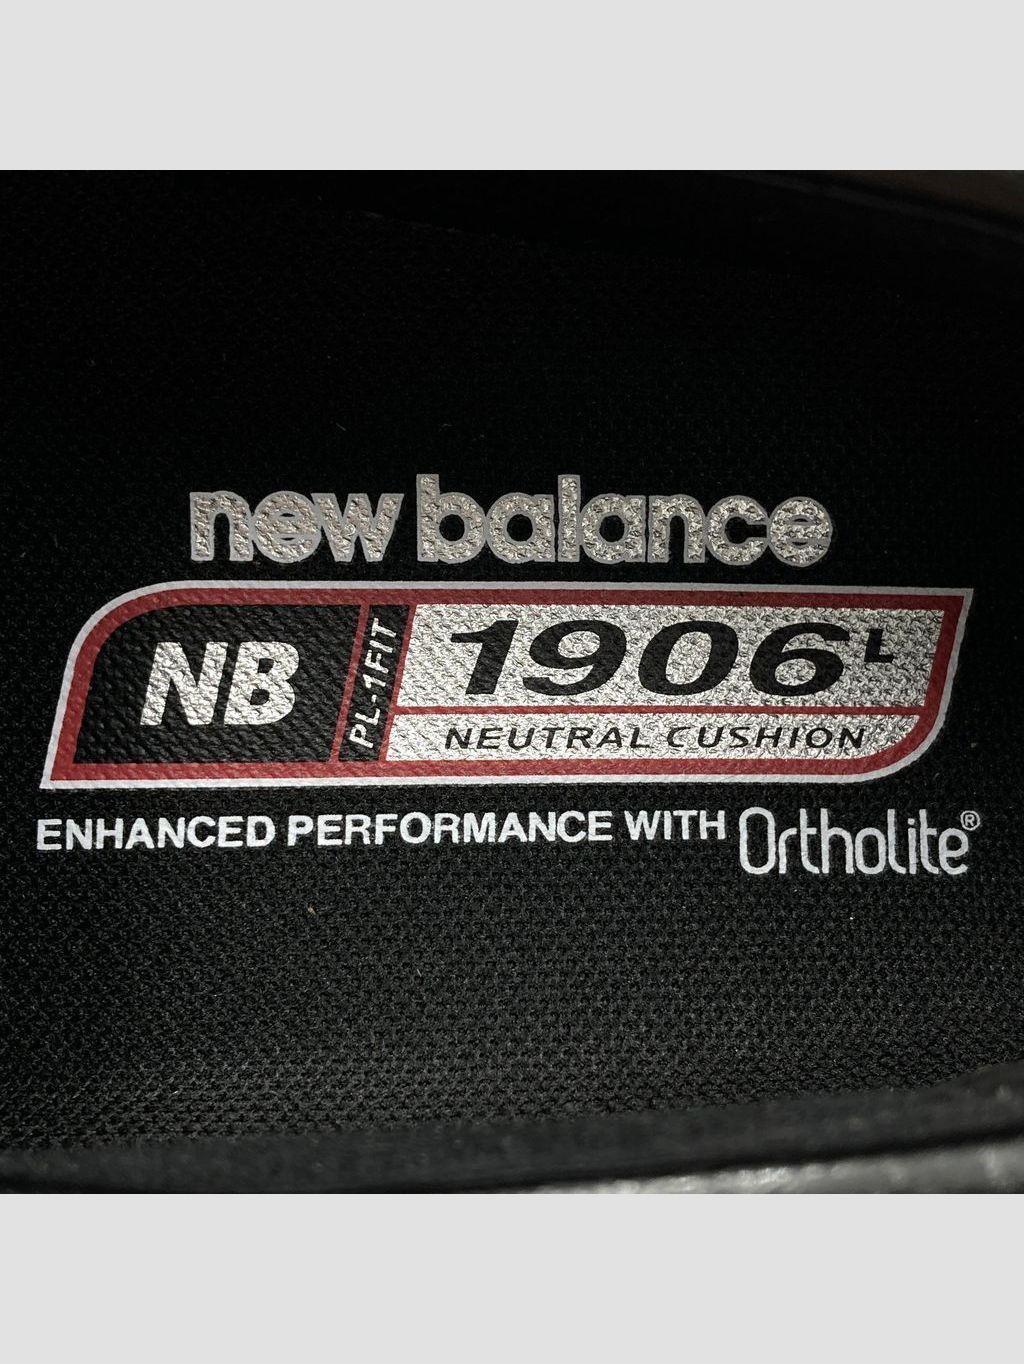 new balance
NB PL-1FIT 1906L
NEUTRAL CUSHION
ENHANCED PERFORMANCE WITH Ortholite®